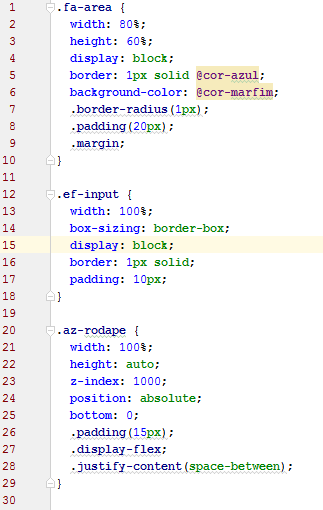 1 .fa-area {
2 width: 80%;
3 height: 60%;
4 display: block;
5 border: 1px solid @cor-azul;
6 background-color: @cor-marfim;
7 .border-radius(1px);
8 .padding(20px);
9 .margin;
10 }
11
12 .ef-input {
13 width: 100%;
14 box-sizing: border-box;
15 display: block;
16 border: 1px solid;
17 padding: 10px;
18 }
19
20 .az-rodape {
21 width: 100%;
22 height: auto;
23 z-index: 1000;
24 position: absolute;
25 bottom: 0;
26 .padding(15px);
27 .display-flex;
28 .justify-content(space-between);
29 }
30